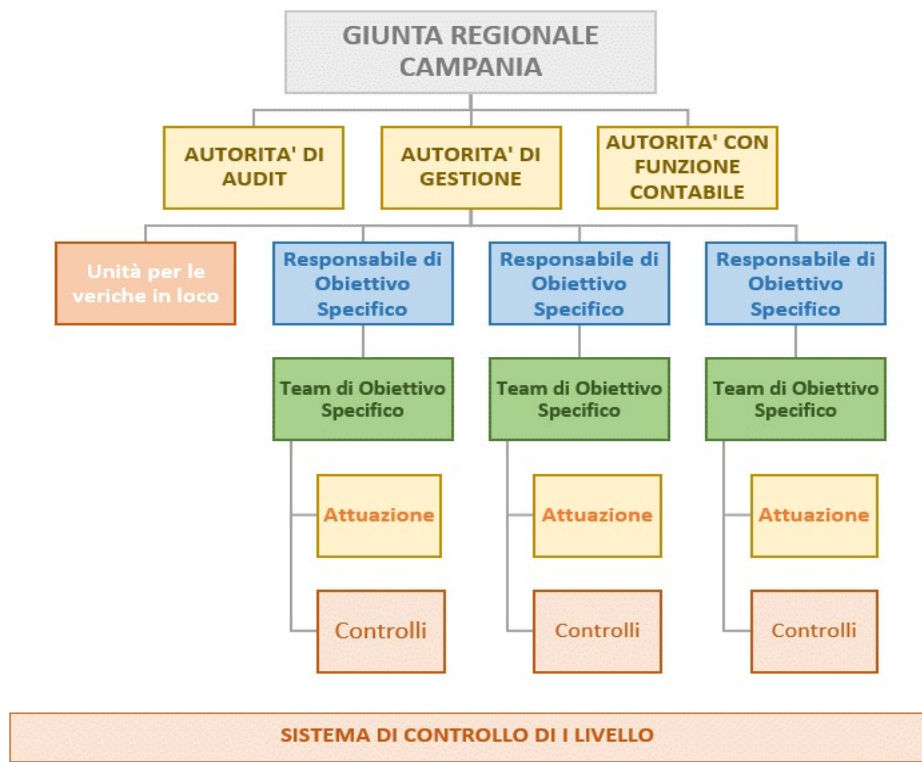 GIUNTA REGIONALE
CAMPANIA
AUTORITA' DI
AUDIT
AUTORITA' DI
GESTIONE
AUTORITA' CON
FUNZIONE
CONTABILE
Unità per le
veriche in loco
Responsabile di
Obiettivo
Specifico
Responsabile di
Obiettivo
Specifico
Responsabile di
Obiettivo
Specifico
Team di Obiettivo
Specifico
Team di Obiettivo
Specifico
Team di Obiettivo
Specifico
Attuazione
Attuazione
Attuazione
Controlli
Controlli
Controlli
SISTEMA DI CONTROLLO DI I LIVELLO